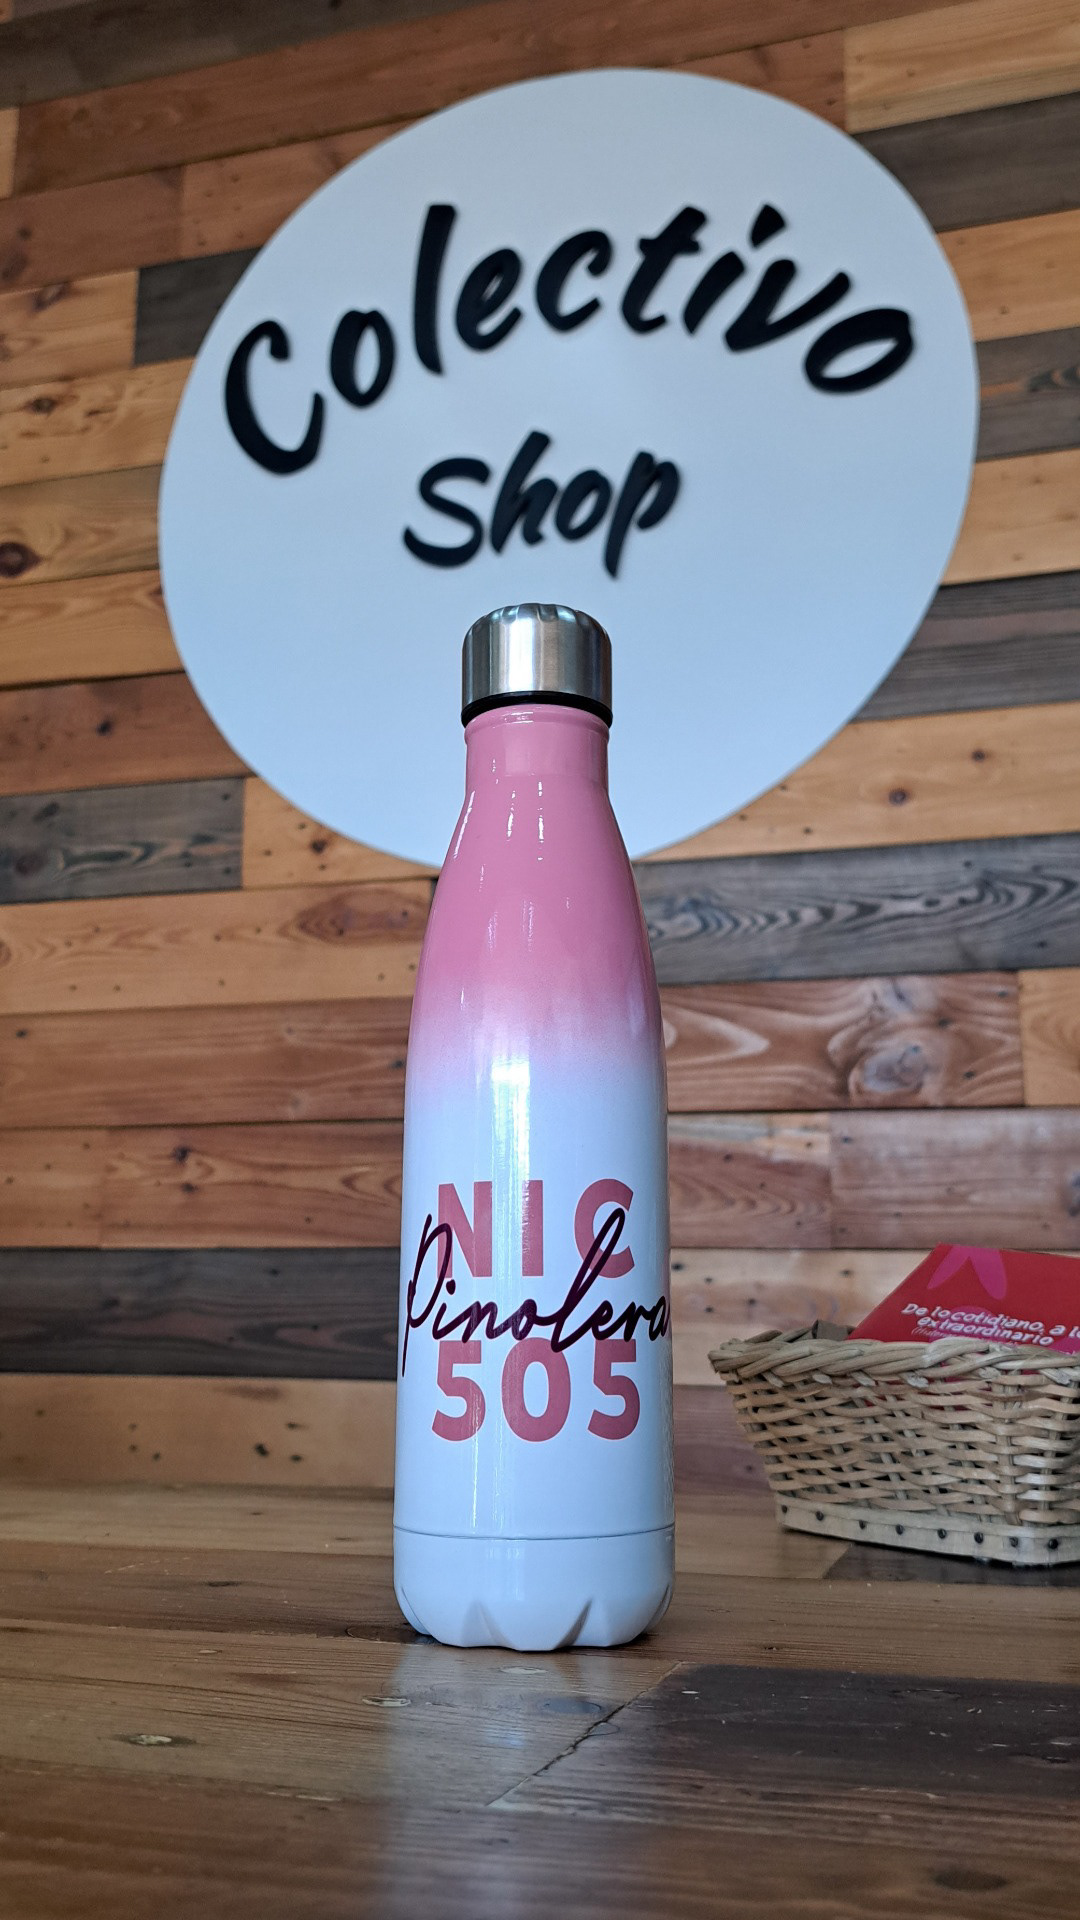 Colectivo
Shop
NIC
Pinolera
505
De lo cotidiano, a lo
extraordinario